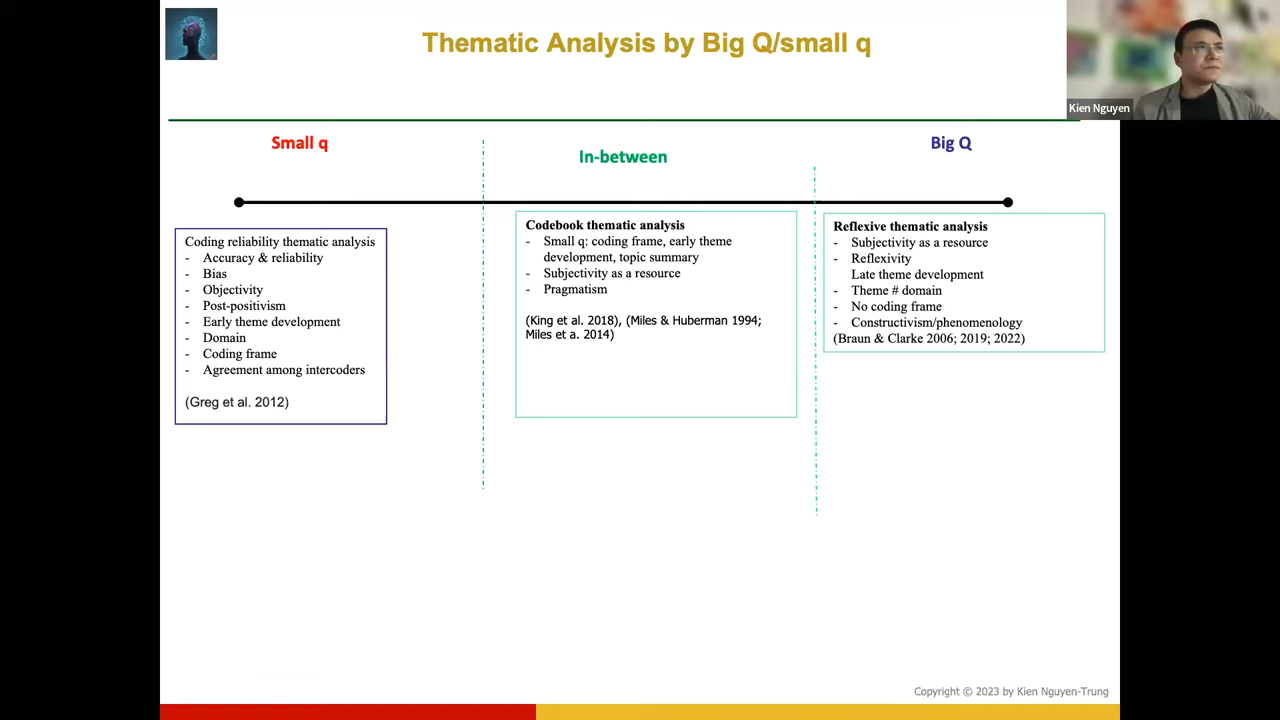 Thematic Analysis by Big Q/small q
Kien Nguyen
Small q
In-between
Big Q
Coding reliability thematic analysis
- Accuracy & reliability
- Bias
- Objectivity
- Post-positivism
- Early theme development
- Domain
- Coding frame
- Agreement among intercoders
(Greg et al. 2012)
Codebook thematic analysis
- Small q: coding frame, early theme
development, topic summary
- Subjectivity as a resource
- Pragmatism
(King et al. 2018), (Miles & Huberman 1994;
Miles et a. 2014)
Reflexive thematic analysis
- Subjectivity as a resource
- Reflexivity
Late theme development
- Theme # domain
- No coding frame
- Constructivism/phenomenology
(Braun & Clarke 2006; 2019; 2022)
Copyright © 2023 by Kien Nguyen-Trung